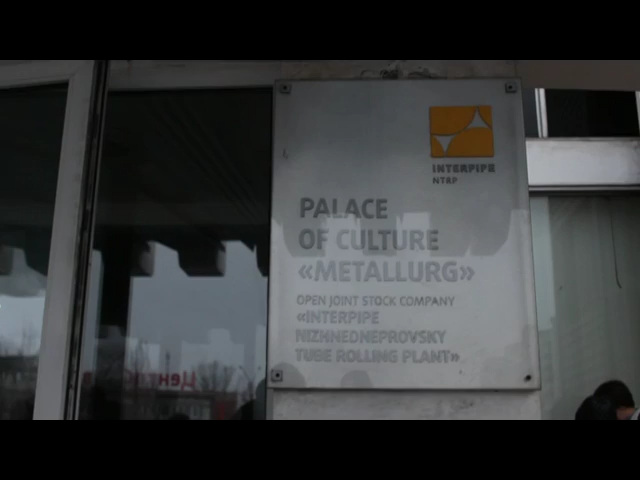 INTERPIPE
NTRP
PALACE
OF CULTURE
«METALLURG»
OPEN JOINT STOCK COMPANY
«INTERPIPE
NIZHNEDNEPROVSKY
TUBE ROLLING PLANT»